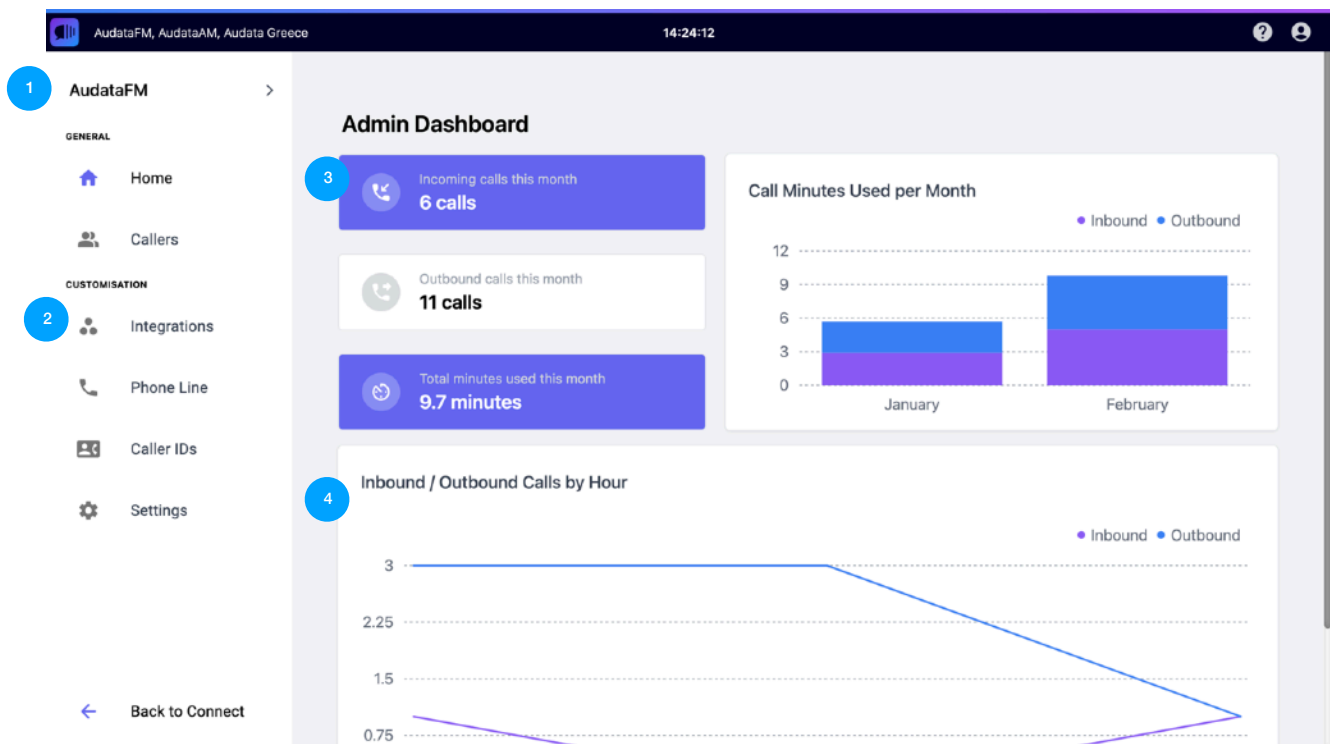 AudataFM, AudataAM, Audata Greece
14:24:12
1
AudataFM
GENERAL
Home
Callers
CUSTOMISATION
2
Integrations
Phone Line
Caller IDs
Settings
Back to Connect
Admin Dashboard
3
Incoming calls this month
6 calls
Outbound calls this month
11 calls
Total minutes used this month
9.7 minutes
Call Minutes Used per Month
Inbound Outbound
12
9
6
3
0
January February
4
Inbound / Outbound Calls by Hour
Inbound Outbound
3
2.25
1.5
0.75